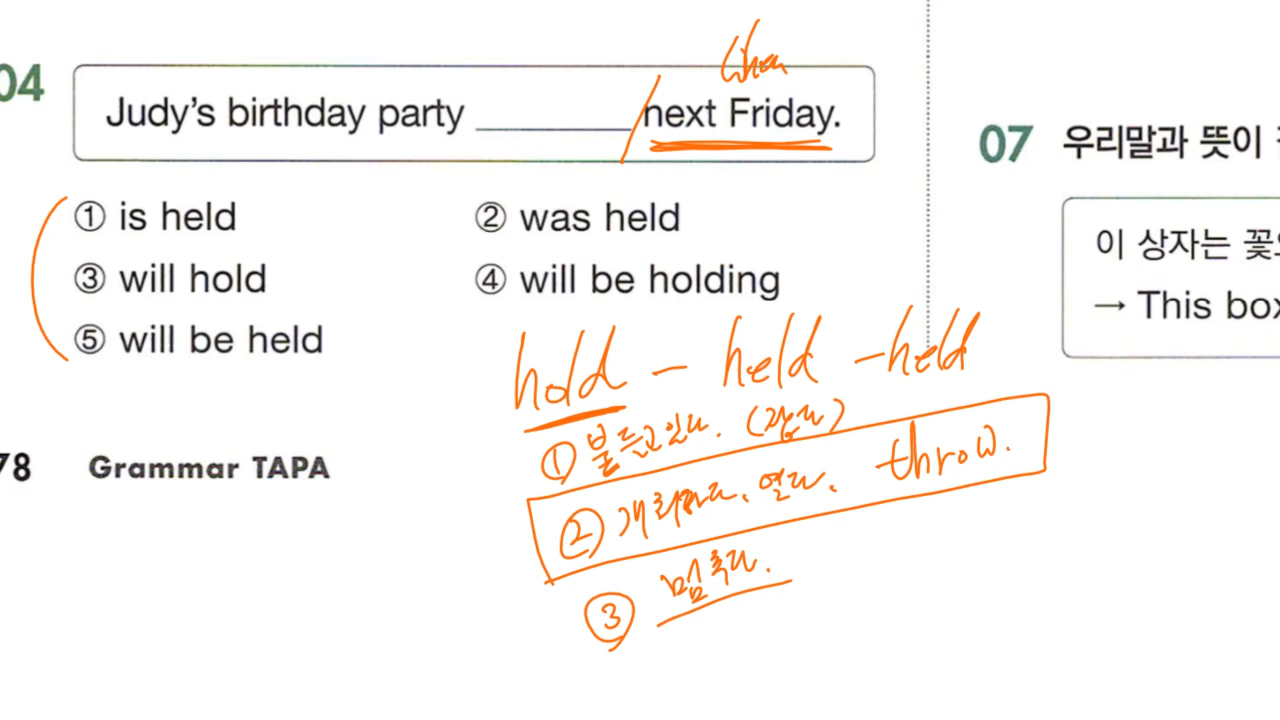 04
when
Judy's birthday party ________ / next Friday.
① is held
② was held
③ will hold
④ will be holding
⑤ will be held
hold - held - held
① 붙들고 있다. (잡다)
② 개최하다, 열다, throw.
③ 멈추다.
78 Grammar TAPA
07 우리말과 뜻이
이 상자는
→ This box